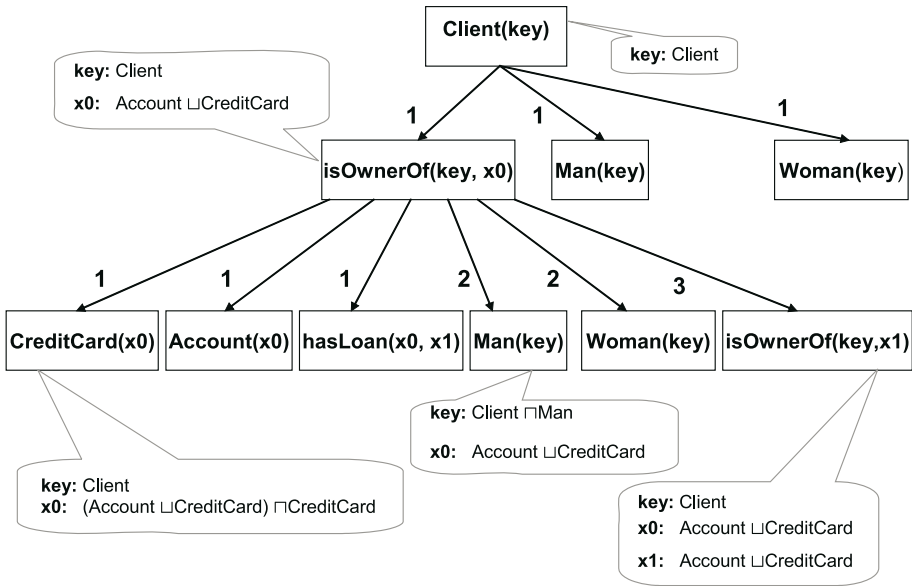 Client(key)
key: Client
key: Client
x0: Account ⊔CreditCard
1
1
1
isOwnerOf(key, x0)
Man(key)
Woman(key)
1
1
1
2
2
3
CreditCard(x0)
Account(x0)
hasLoan(x0, x1)
Man(key)
Woman(key)
isOwnerOf(key,x1)
key: Client ⊓Man
x0: Account ⊔CreditCard
key: Client
x0: (Account ⊔CreditCard) ⊓CreditCard
key: Client
x0: Account ⊔CreditCard
x1: Account ⊔CreditCard